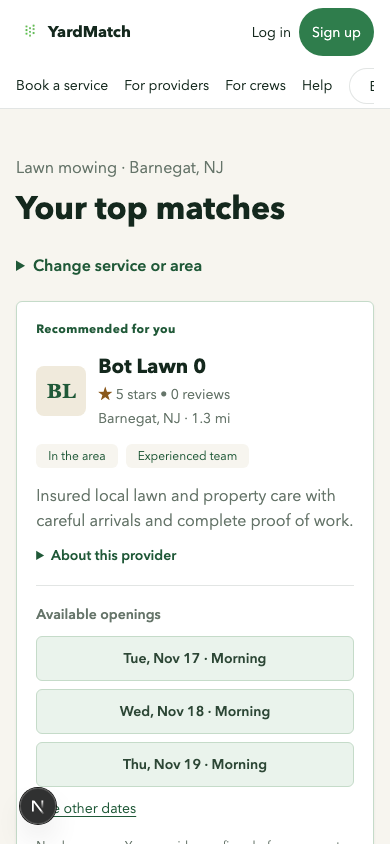 YardMatch
Log in
Sign up
Book a service
For providers
For crews
Help
Lawn mowing · Barnegat, NJ
Your top matches
Change service or area
Recommended for you
BL
Bot Lawn 0
★ 5 stars • 0 reviews
Barnegat, NJ · 1.3 mi
In the area
Experienced team
Insured local lawn and property care with
careful arrivals and complete proof of work.
About this provider
Available openings
Tue, Nov 17 · Morning
Wed, Nov 18 · Morning
Thu, Nov 19 · Morning
N
other dates